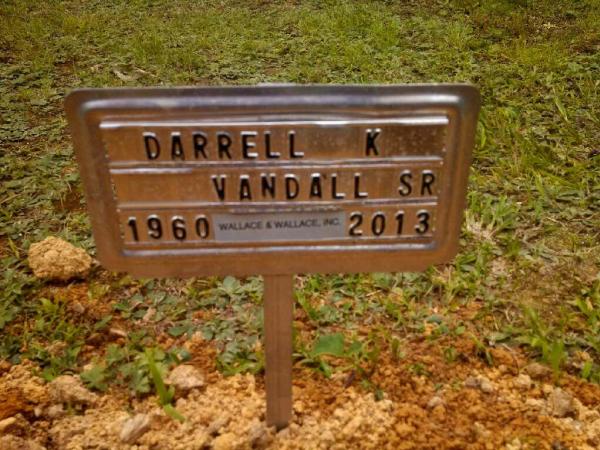 DARRELL K
VANDALL SR
1960 WALLACE & WALLACE, INC. 2013